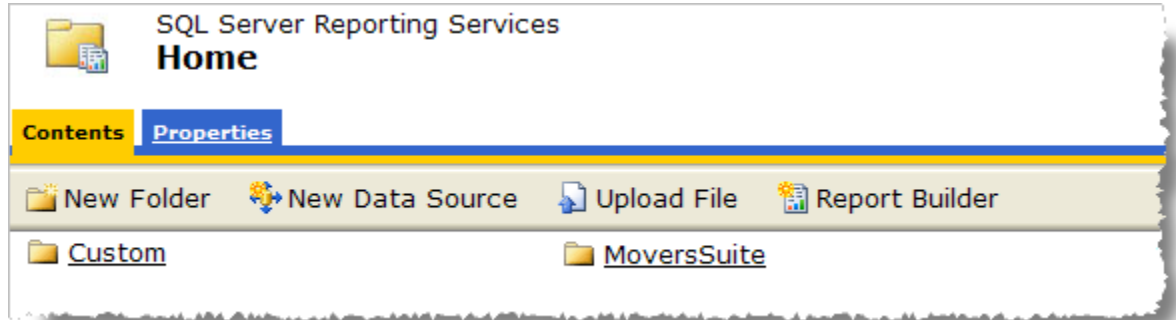 SQL Server Reporting Services
Home
Contents Properties
New Folder New Data Source Upload File Report Builder
Custom MoversSuite